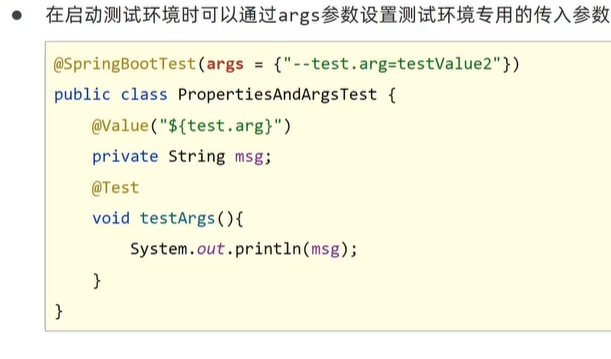 ● 在启动测试环境时可以通过args参数设置测试环境专用的传入参数
@SpringBootTest(args = {"--test.arg=testValue2"})
public class PropertiesAndArgsTest {
    @Value("${test.arg}")
    private String msg;
    @Test
    void testArgs(){
        System.out.println(msg);
    }
}